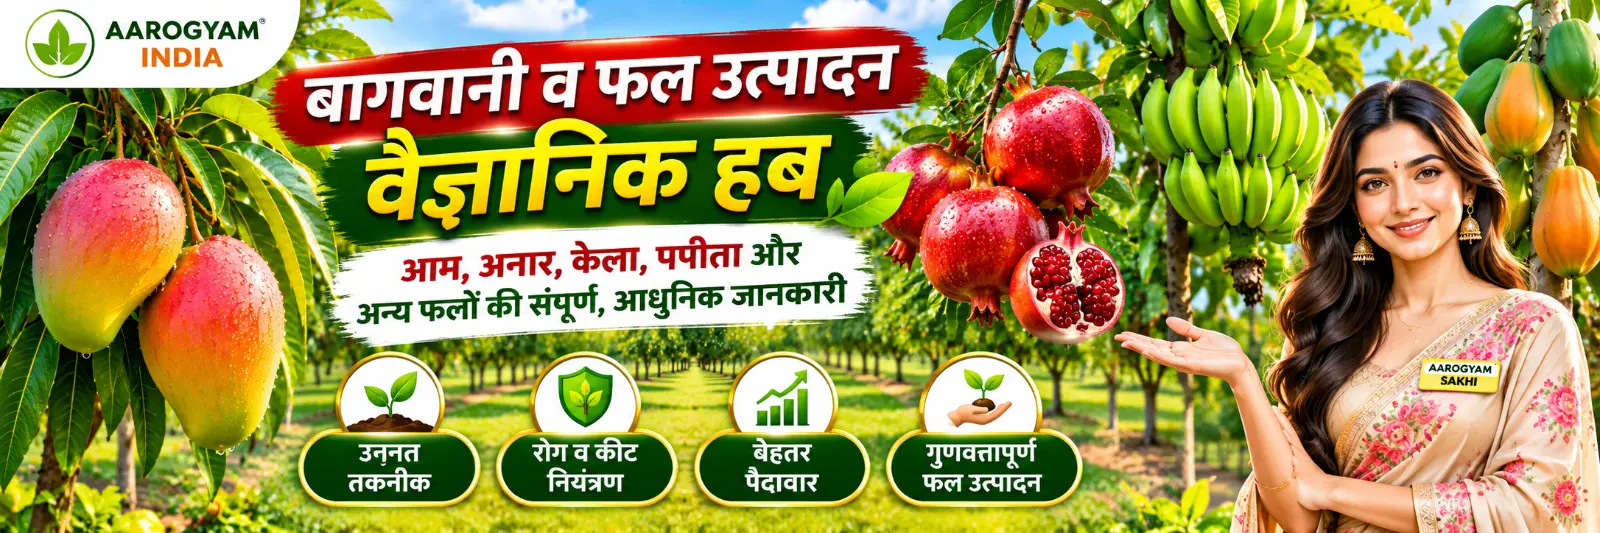 AAROGYAM®
INDIA
बागवानी व फल उत्पादन
वैज्ञानिक हब
आम, अनार, केला, पपीता और
अन्य फलों की संपूर्ण, आधुनिक जानकारी
उन्नत
तकनीक
रोग व कीट
नियंत्रण
बेहतर
पैदावार
गुणवत्तापूर्ण
फल उत्पादन
AAROGYAM
SAKHI